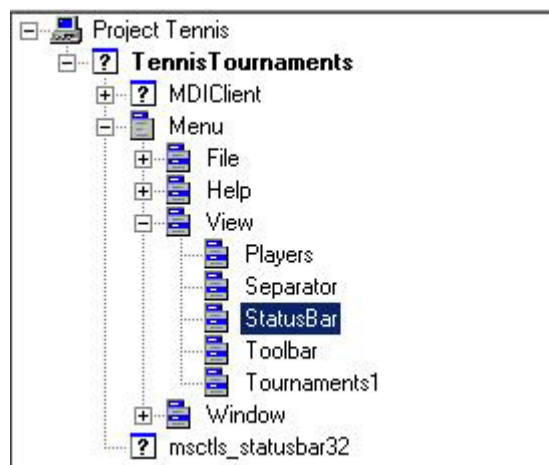 Project Tennis
TennisTournaments
MDIClient
Menu
File
Help
View
Players
Separator
StatusBar
Toolbar
Tournaments1
Window
msctls_statusbar32